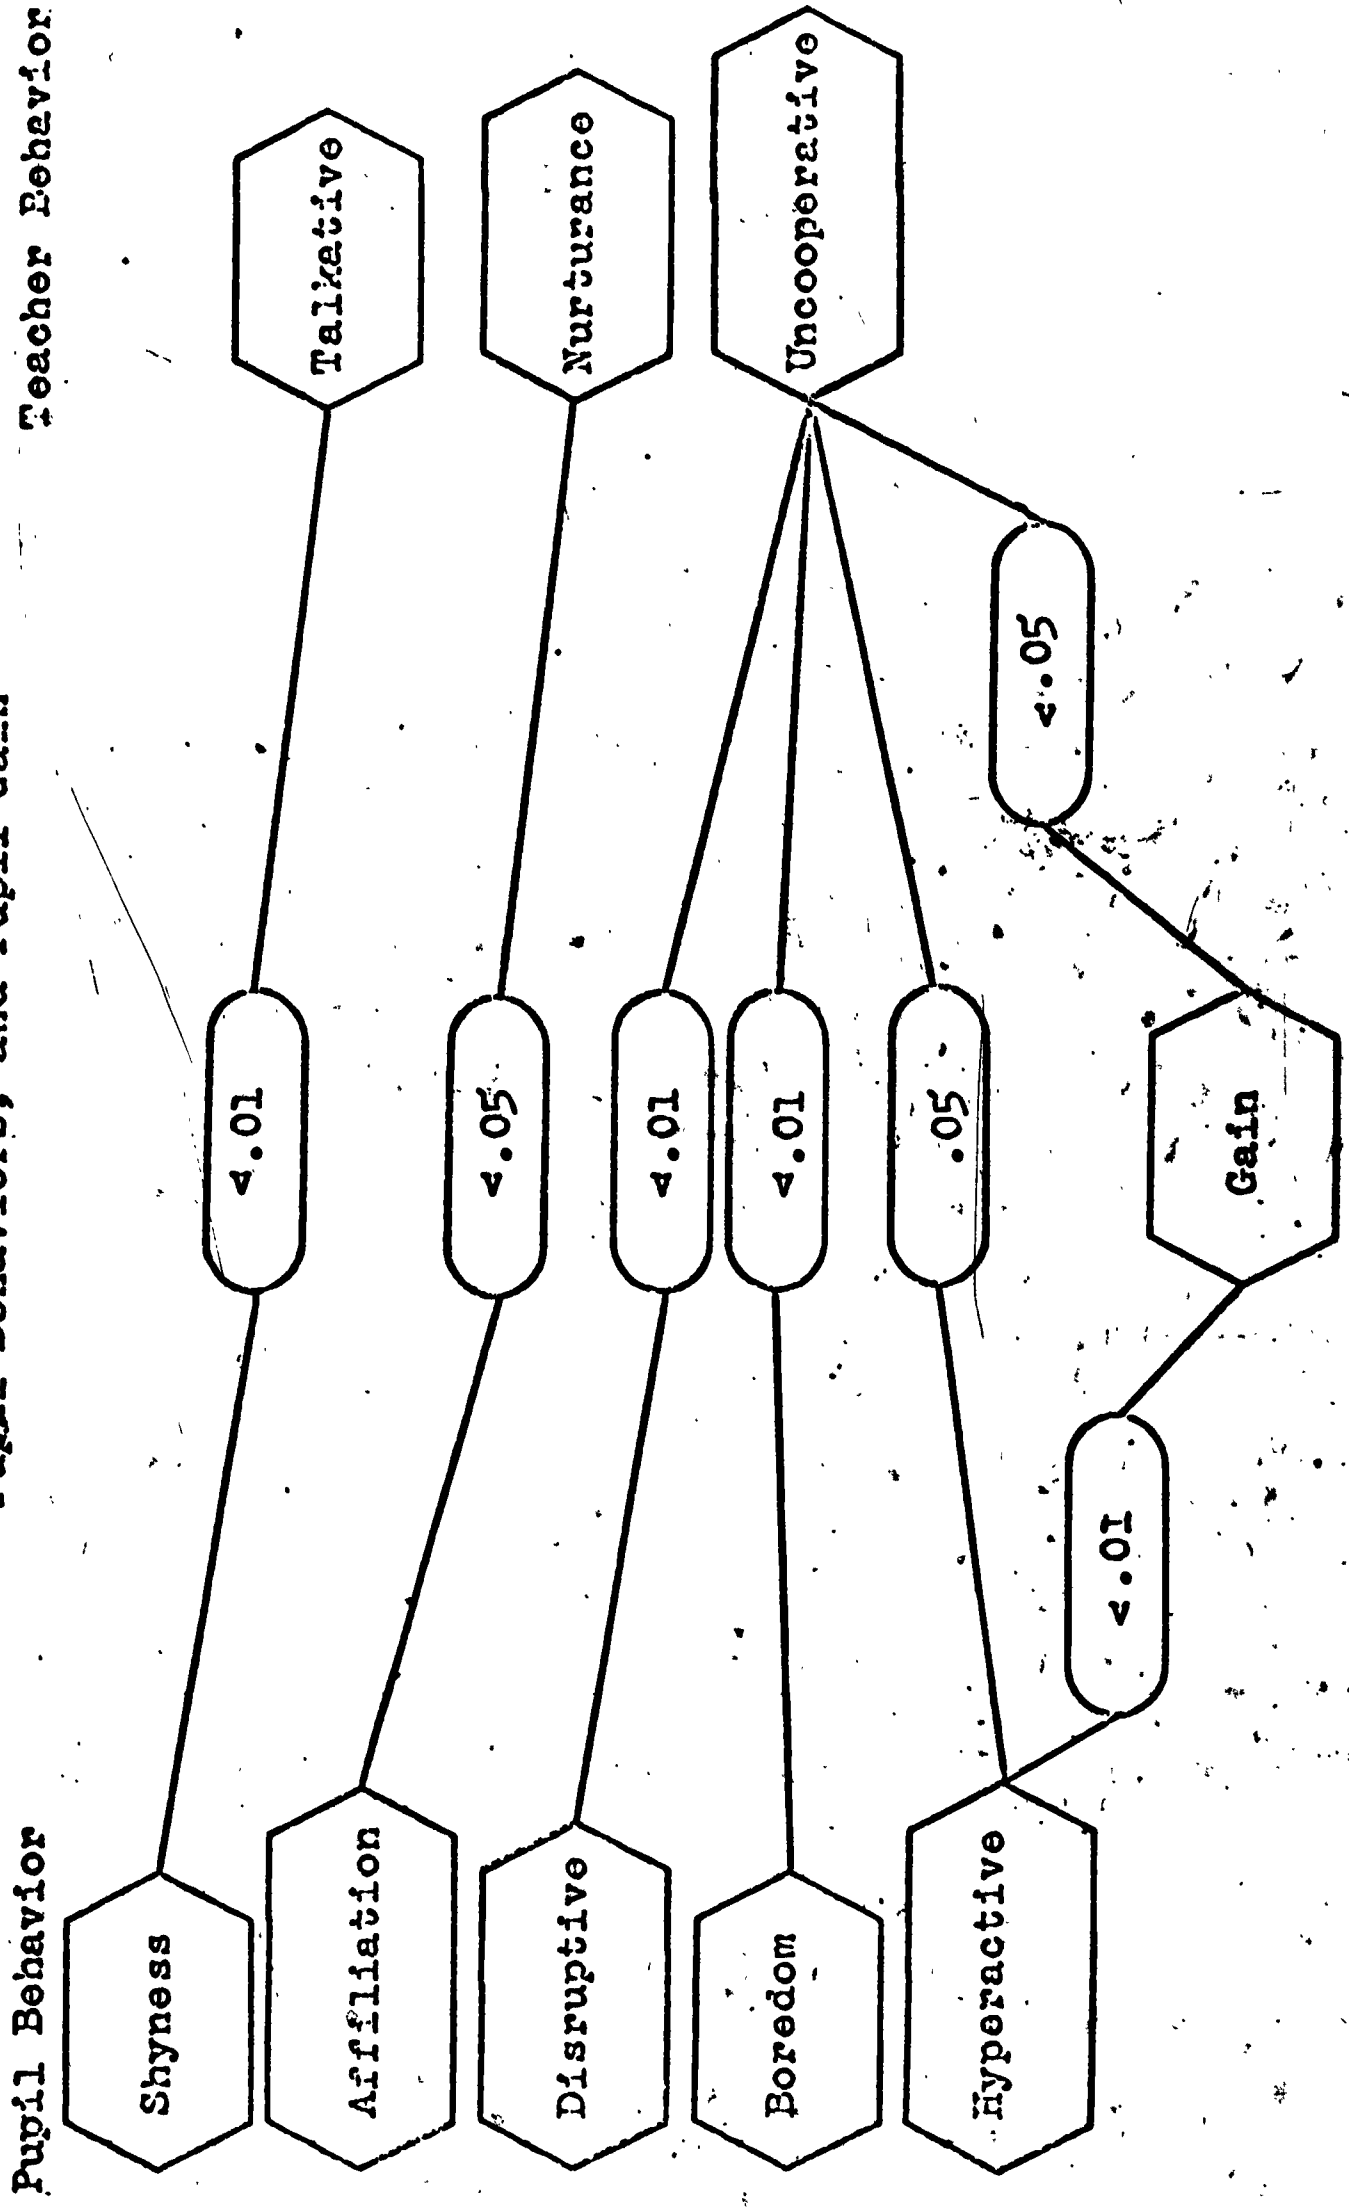 Pupil Behavior
Teacher Behavior
Shyness
<.01
Talkative
Affiliation
<.05
Nurturance
Disruptive
<.01
Boredom
<.01
Uncooperative
Hyperactive
.05
<.05
<.01
Gain